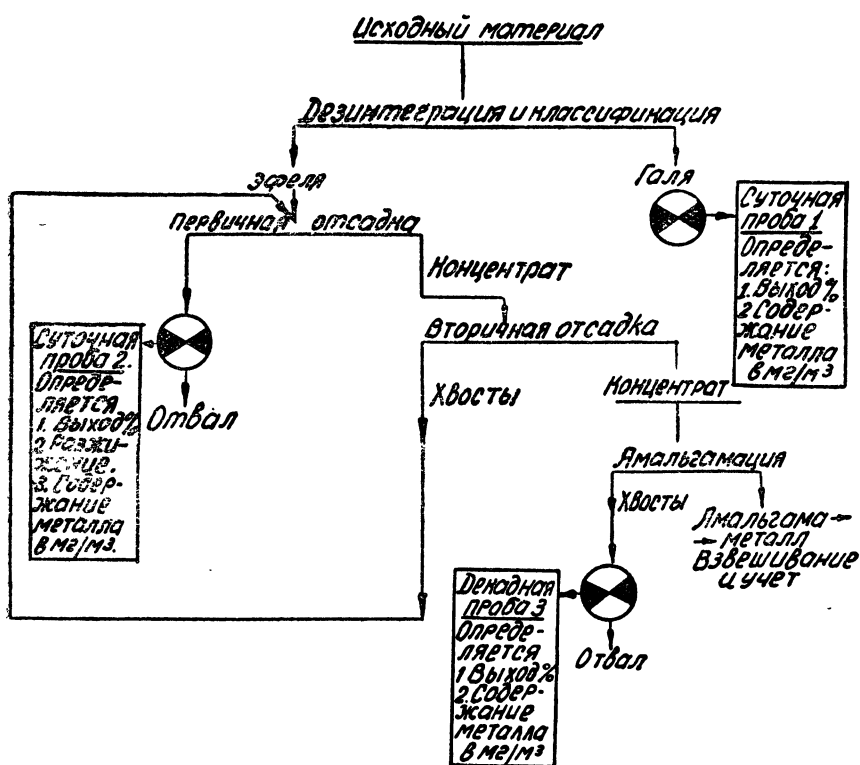 Исходный материал
Дезинтеграция и классификация
Эфеля
Галя
Первичная отсадка
Суточная
проба 1
Опреде-
ляется:
1. Выход %
2 Содер-
жание
металла
в мг/м3
Концентрат
Вторичная отсадка
Суточная
проба 2.
Опреде-
ляется
1. Выход%
2 Разжи-
жение.
3. Содер-
жание
металла
в мг/м3.
Отвал
Хвосты
Концентрат
Амальгамация
Хвосты
Амальгама →
→ металл
Взвешивание
и учет
Декадная
проба 3
Опреде-
ляется
1 Выход%
2. Содер-
жание
металла
в мг/м3
Отвал